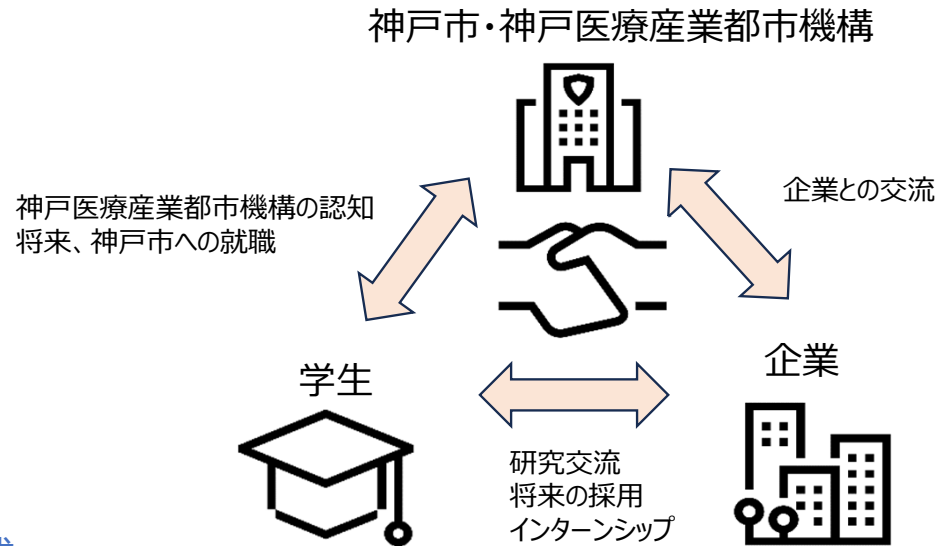 神戸市・神戸医療産業都市機構
神戸医療産業都市機構の認知
将来、神戸市への就職
企業との交流
学生
企業
研究交流
将来の採用
インターンシップ